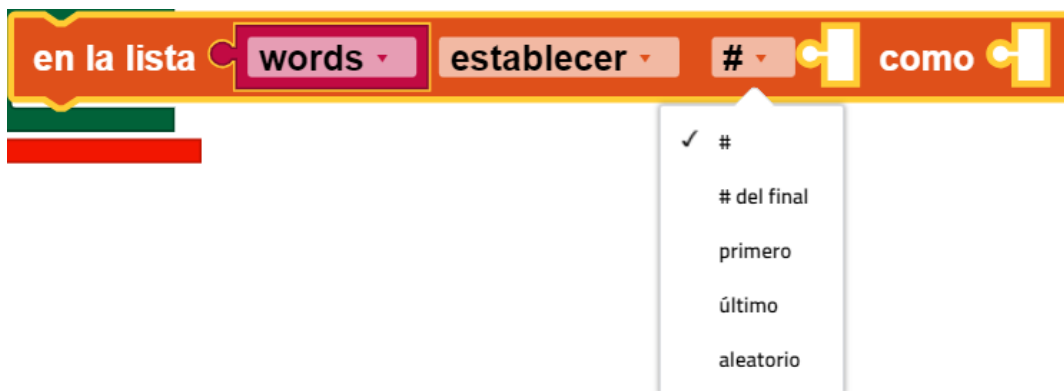 en la lista words establecer # como
✓ #
# del final
primero
último
aleatorio